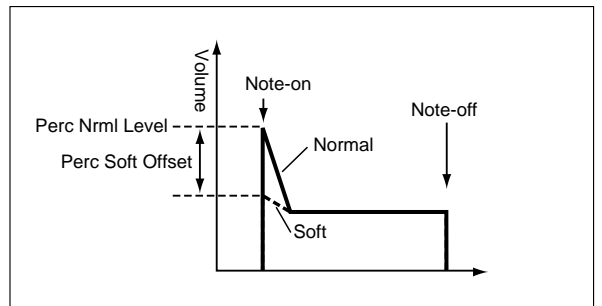 Volume
Note-on
Note-off
Perc Nrml Level
Normal
Perc Soft Offset
Soft